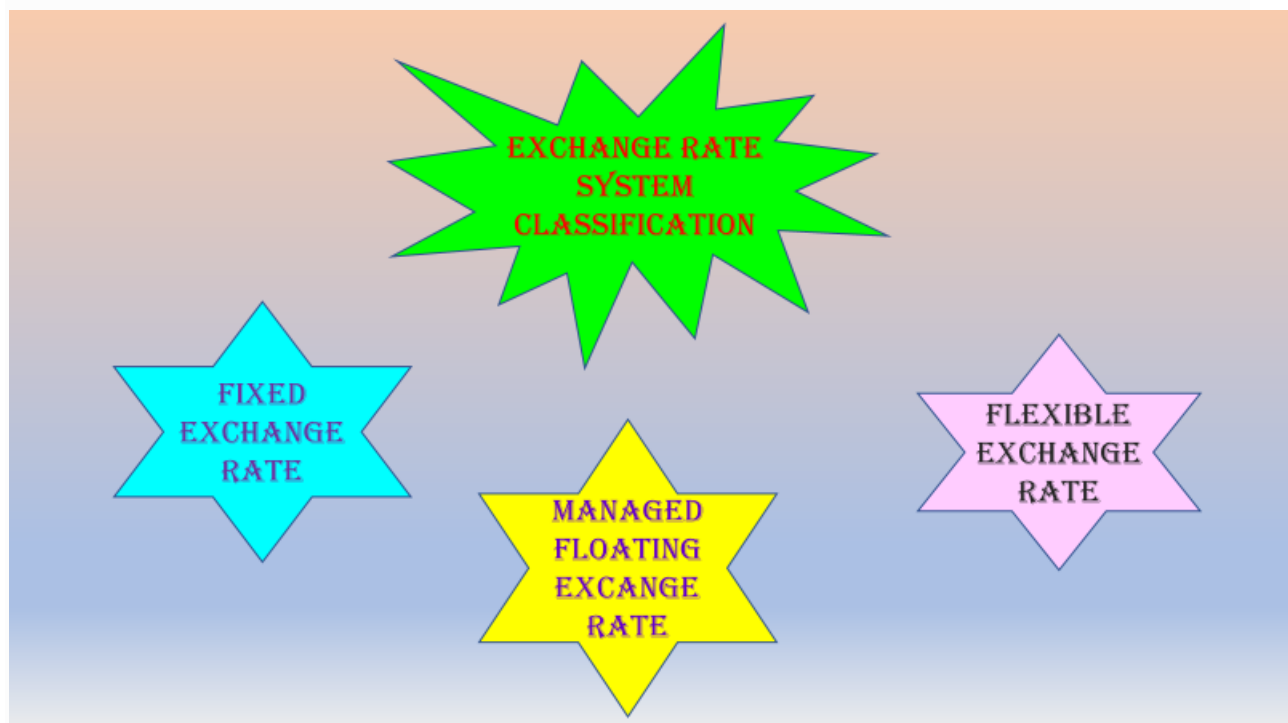 EXCHANGE RATE
SYSTEM
CLASSIFICATION
FIXED
EXCHANGE
RATE
MANAGED
FLOATING
EXCANGE
RATE
FLEXIBLE
EXCHANGE
RATE